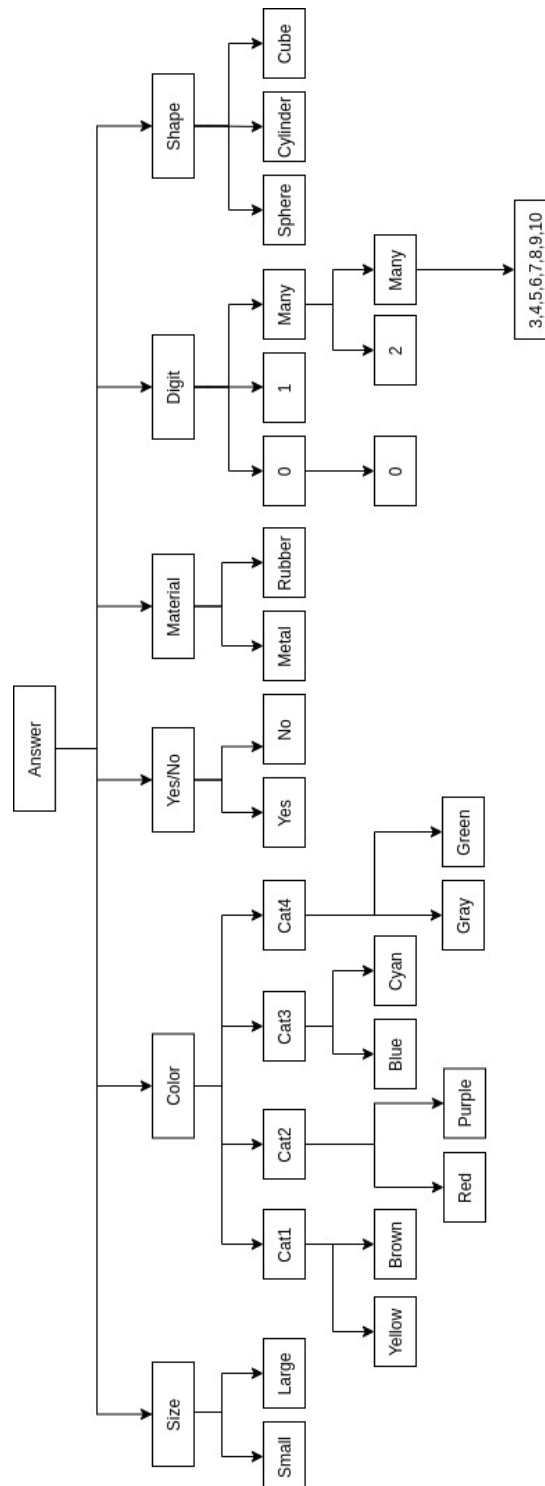 Answer
Size
Color
Yes/No
Material
Digit
Shape
Small
Large
Cat1
Cat2
Cat3
Cat4
Yes
No
Metal
Rubber
0
1
Many
Sphere
Cylinder
Cube
Yellow
Brown
Blue
Cyan
0
2
Many
Red
Purple
Gray
Green
3,4,5,6,7,8,9,10